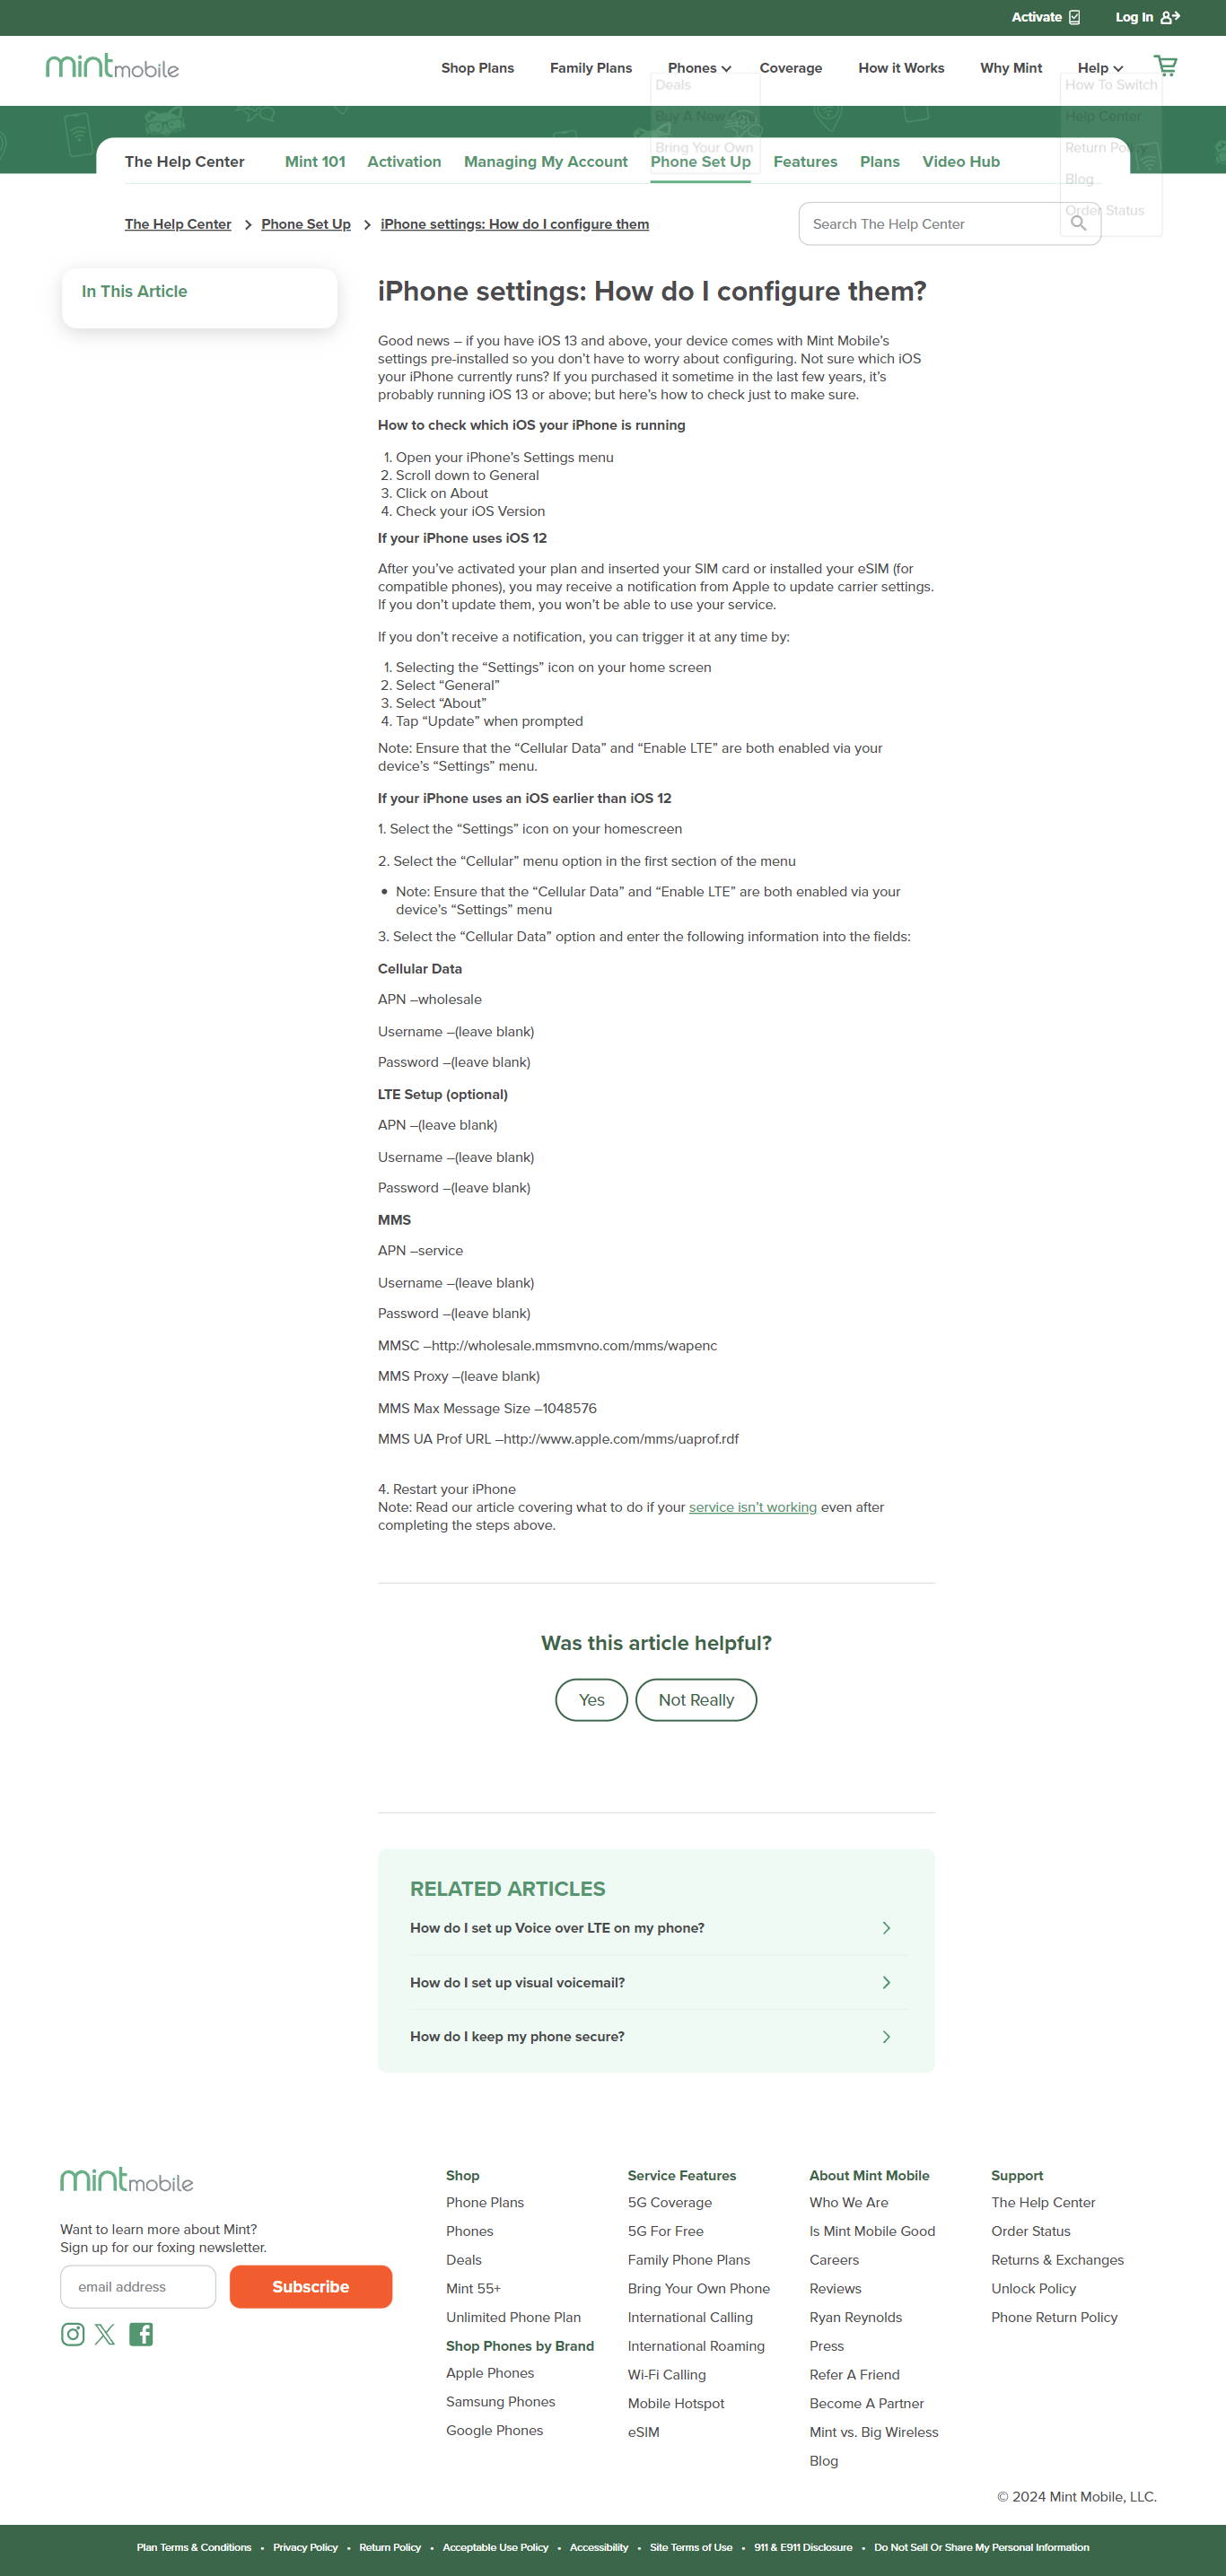 Activate
Log In
mintmobile
Shop Plans
Family Plans
Phones
Coverage
How it Works
Why Mint
Help
Deals
Buy A New
Bring Your Own
How To Switch
Help Center
Return Policy
Blog
Order Status
The Help Center
Mint 101
Activation
Managing My Account
Phone Set Up
Features
Plans
Video Hub
The Help Center > Phone Set Up > iPhone settings: How do I configure them
Search The Help Center
In This Article
iPhone settings: How do I configure them?
Good news – if you have iOS 13 and above, your device comes with Mint Mobile’s
settings pre-installed so you don’t have to worry about configuring. Not sure which iOS
your iPhone currently runs? If you purchased it sometime in the last few years, it’s
probably running iOS 13 or above; but here’s how to check just to make sure.
How to check which iOS your iPhone is running
1. Open your iPhone’s Settings menu
2. Scroll down to General
3. Click on About
4. Check your iOS Version
If your iPhone uses iOS 12
After you’ve activated your plan and inserted your SIM card or installed your eSIM (for
compatible phones), you may receive a notification from Apple to update carrier settings.
If you don’t update them, you won’t be able to use your service.
If you don’t receive a notification, you can trigger it at any time by:
1. Selecting the “Settings” icon on your home screen
2. Select “General”
3. Select “About”
4. Tap “Update” when prompted
Note: Ensure that the “Cellular Data” and “Enable LTE” are both enabled via your
device’s “Settings” menu.
If your iPhone uses an iOS earlier than iOS 12
1. Select the “Settings” icon on your homescreen
2. Select the “Cellular” menu option in the first section of the menu
• Note: Ensure that the “Cellular Data” and “Enable LTE” are both enabled via your
device’s “Settings” menu
3. Select the “Cellular Data” option and enter the following information into the fields:
Cellular Data
APN –wholesale
Username –(leave blank)
Password –(leave blank)
LTE Setup (optional)
APN –(leave blank)
Username –(leave blank)
Password –(leave blank)
MMS
APN –service
Username –(leave blank)
Password –(leave blank)
MMSC –http://wholesale.mmsmvno.com/mms/wapenc
MMS Proxy –(leave blank)
MMS Max Message Size –1048576
MMS UA Prof URL –http://www.apple.com/mms/uaprof.rdf
4. Restart your iPhone
Note: Read our article covering what to do if your service isn’t working even after
completing the steps above.
Was this article helpful?
Yes
Not Really
RELATED ARTICLES
How do I set up Voice over LTE on my phone?
How do I set up visual voicemail?
How do I keep my phone secure?
mintmobile
Want to learn more about Mint?
Sign up for our foxing newsletter.
email address
Subscribe
Shop
Phone Plans
Phones
Deals
Mint 55+
Unlimited Phone Plan
Shop Phones by Brand
Apple Phones
Samsung Phones
Google Phones
Service Features
5G Coverage
5G For Free
Family Phone Plans
Bring Your Own Phone
International Calling
International Roaming
Wi-Fi Calling
Mobile Hotspot
eSIM
About Mint Mobile
Who We Are
Is Mint Mobile Good
Careers
Reviews
Ryan Reynolds
Press
Refer A Friend
Become A Partner
Mint vs. Big Wireless
Blog
Support
The Help Center
Order Status
Returns & Exchanges
Unlock Policy
Phone Return Policy
© 2024 Mint Mobile, LLC.
Plan Terms & Conditions • Privacy Policy • Return Policy • Acceptable Use Policy • Accessibility • Site Terms of Use • 911 & E911 Disclosure • Do Not Sell Or Share My Personal Information